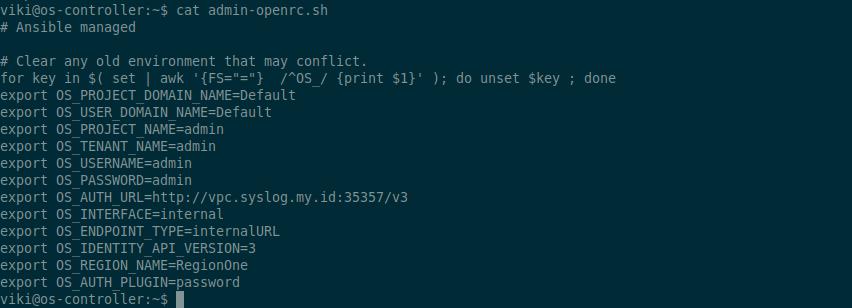 viki@os-controller:~$ cat admin-openrc.sh
# Ansible managed
# Clear any old environment that may conflict.
for key in $( set | awk '{FS="="}  /^OS_/ {print $1}' ); do unset $key ; done
export OS_PROJECT_DOMAIN_NAME=Default
export OS_USER_DOMAIN_NAME=Default
export OS_PROJECT_NAME=admin
export OS_TENANT_NAME=admin
export OS_USERNAME=admin
export OS_PASSWORD=admin
export OS_AUTH_URL=http://vpc.syslog.my.id:35357/v3
export OS_INTERFACE=internal
export OS_ENDPOINT_TYPE=internalURL
export OS_IDENTITY_API_VERSION=3
export OS_REGION_NAME=RegionOne
export OS_AUTH_PLUGIN=password
viki@os-controller:~$